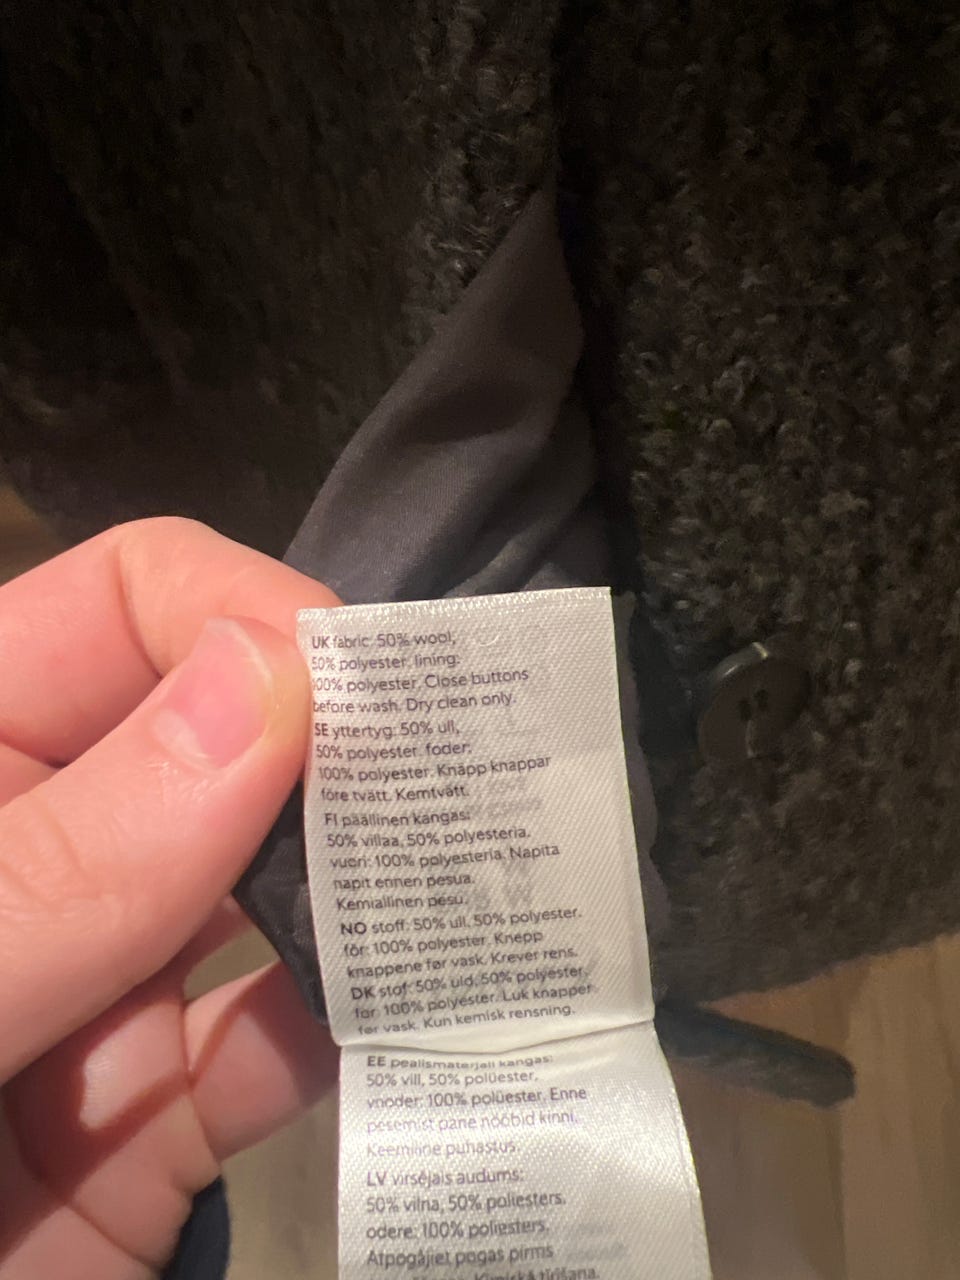 UK fabric: 50% wool,
50% polyester. lining:
100% polyester. Close buttons
before wash. Dry clean only.
SE yttertyg: 50% ull,
50% polyester. foder:
100% polyester. Knäpp knappar
före tvätt. Kemtvätt.
FI päällinen kangas:
50% villaa, 50% polyesteria.
vuori: 100% polyesteria. Napita
napit ennen pesua.
Kemiallinen pesu.
NO stoff: 50% ull, 50% polyester.
fôr: 100% polyester. Knepp
knappene før vask. Krever rens.
DK stof: 50% uld, 50% polyester.
for: 100% polyester. Luk knapper
før vask. Kun kemisk rensning.
EE pealismaterjali kangas:
50% vill, 50% polüester.
vooder: 100% polüester. Enne
pesemist pane nööbid kinni.
Keemiline puhastus.
LV virsējais audums:
50% vilna, 50% poliesters.
odere: 100% poliesters.
Atpogājiet pogas pirms
Ķīmiskā tīrīšana.